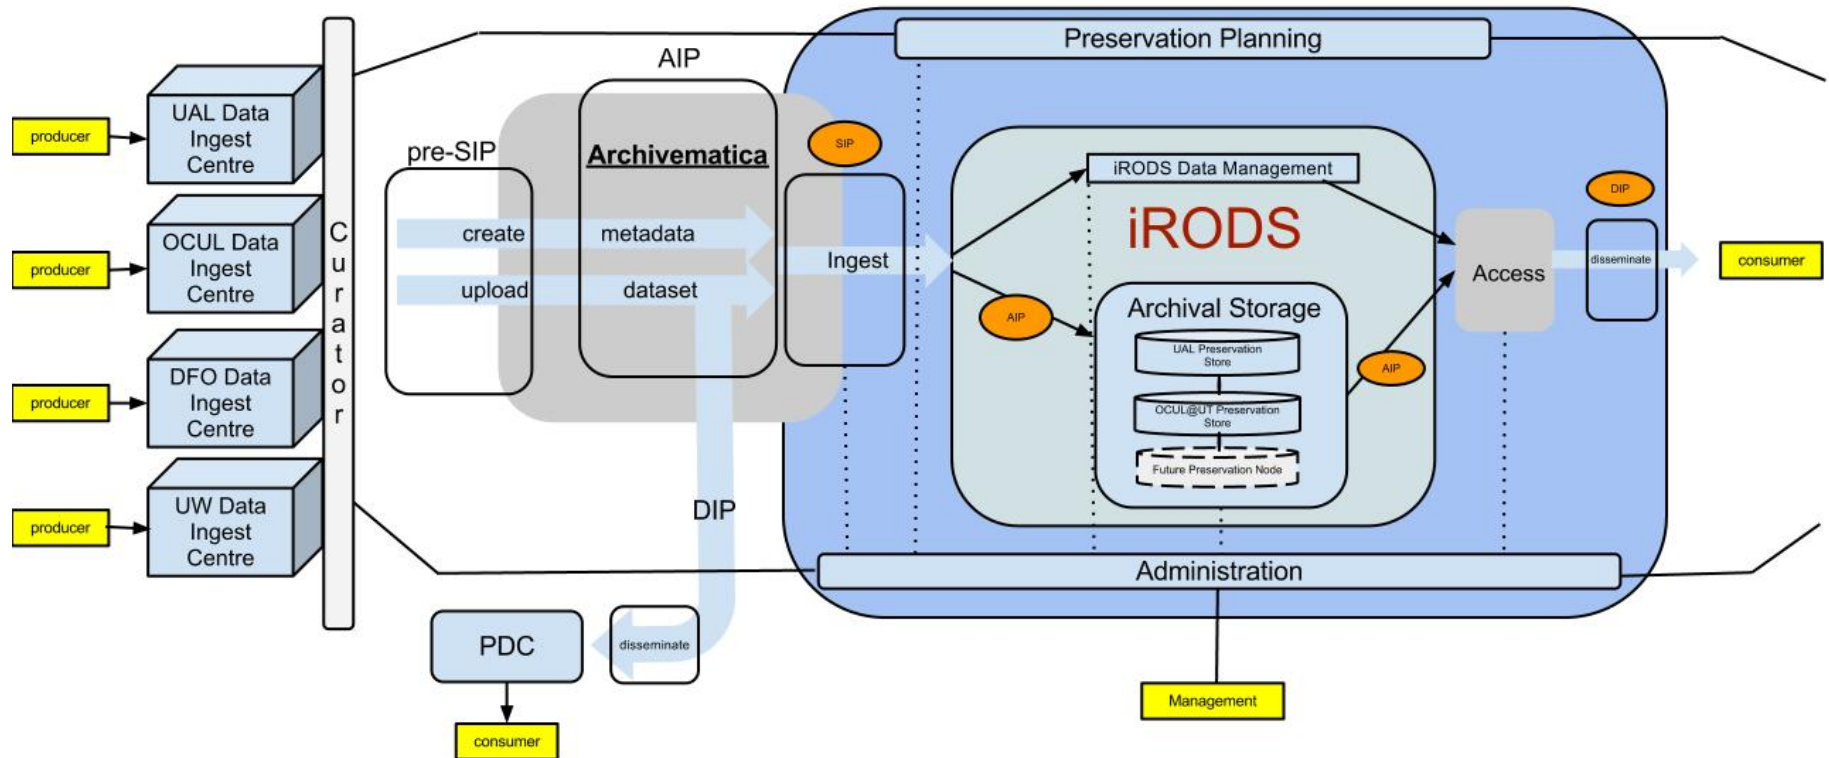 Preservation Planning
AIP
producer
UAL Data
Ingest
Centre
pre-SIP
Archivematica
SIP
iRODS Data Management
DIP
producer
OCUL Data
Ingest
Centre
Curator
create
metadata
upload
dataset
Ingest
iRODS
Access
disseminate
consumer
AIP
Archival Storage
UAL Preservation
Store
AIP
OCUL@UT Preservation
Store
Future Preservation Node
producer
DFO Data
Ingest
Centre
producer
UW Data
Ingest
Centre
DIP
Administration
PDC
disseminate
consumer
Management